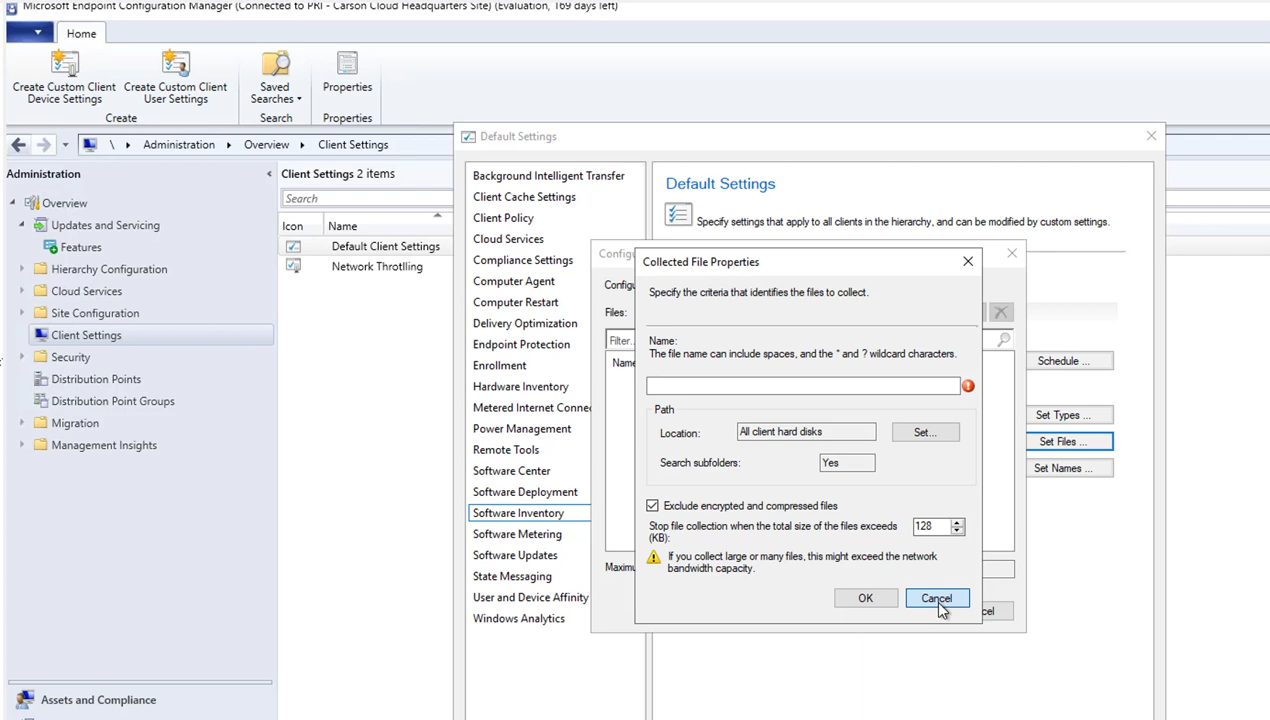 Microsoft Endpoint Configuration Manager (Connected to PRI - Carson Cloud Headquarters Site) (Evaluation, 169 days left)
Home
Create Custom Client
Device Settings
Create Custom Client
User Settings
Saved
Searches
Properties
Create
Search
Properties
\ Administration Overview Client Settings
Administration
Overview
Updates and Servicing
Features
Hierarchy Configuration
Cloud Services
Site Configuration
Client Settings
Security
Distribution Points
Distribution Point Groups
Migration
Management Insights
Assets and Compliance
Client Settings 2 items
Search
Icon Name
Default Client Settings
Network Throttling
Default Settings
Background Intelligent Transfer
Client Cache Settings
Client Policy
Cloud Services
Compliance Settings
Computer Agent
Computer Restart
Delivery Optimization
Endpoint Protection
Enrollment
Hardware Inventory
Metered Internet Conne
Power Management
Remote Tools
Software Center
Software Deployment
Software Inventory
Software Metering
Software Updates
State Messaging
User and Device Affinity
Windows Analytics
Default Settings
Specify settings that apply to all clients in the hierarchy, and can be modified by custom settings.
Schedule ...
Set Types ...
Set Files ...
Set Names ...
Config
Configu
Files:
Filter...
Name
Maximu
cel
Collected File Properties
Specify the criteria that identifies the files to collect.
Name:
The file name can include spaces, and the * and ? wildcard characters.
Path
Location: All client hard disks Set...
Search subfolders: Yes
Exclude encrypted and compressed files
Stop file collection when the total size of the files exceeds 128
(KB):
If you collect large or many files, this might exceed the network
bandwidth capacity.
OK Cancel